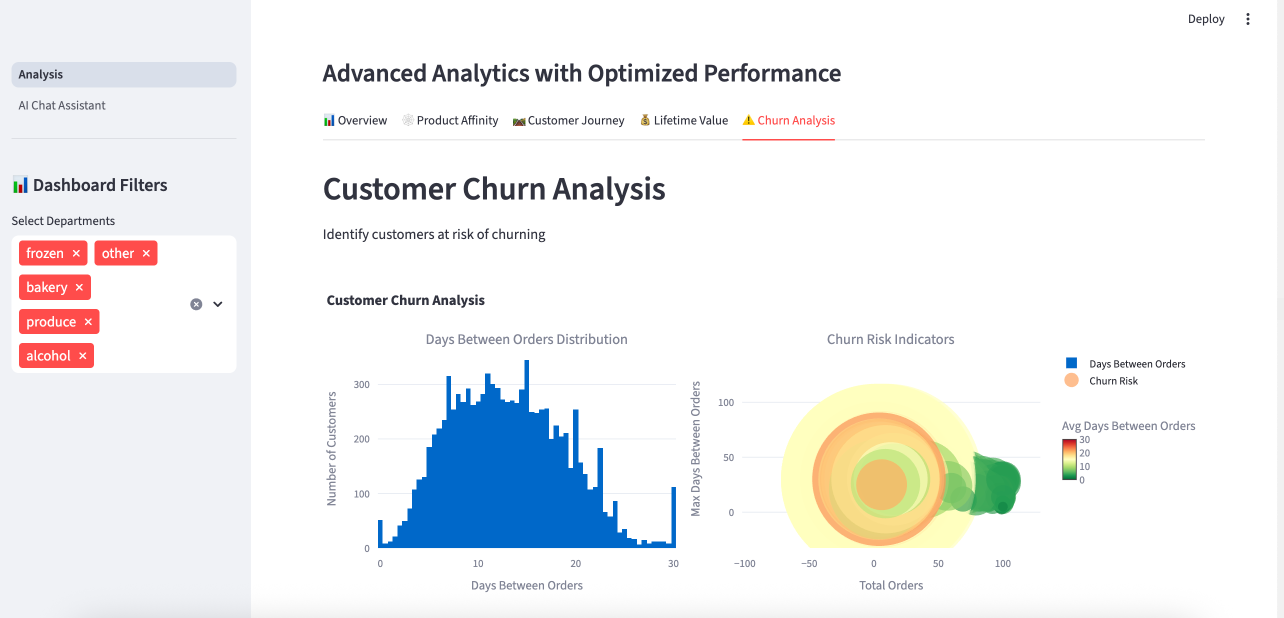 Deploy
Analysis
AI Chat Assistant
Dashboard Filters
Select Departments
frozen ×
other ×
bakery ×
produce ×
alcohol ×
Advanced Analytics with Optimized Performance
Overview
Product Affinity
Customer Journey
Lifetime Value
Churn Analysis
Customer Churn Analysis
Identify customers at risk of churning
Customer Churn Analysis
Days Between Orders Distribution
Number of Customers
300
200
100
0
0
10
20
30
Days Between Orders
Churn Risk Indicators
Max Days Between Orders
100
50
0
−100
−50
0
50
100
Total Orders
Days Between Orders
Churn Risk
Avg Days Between Orders
30
20
10
0